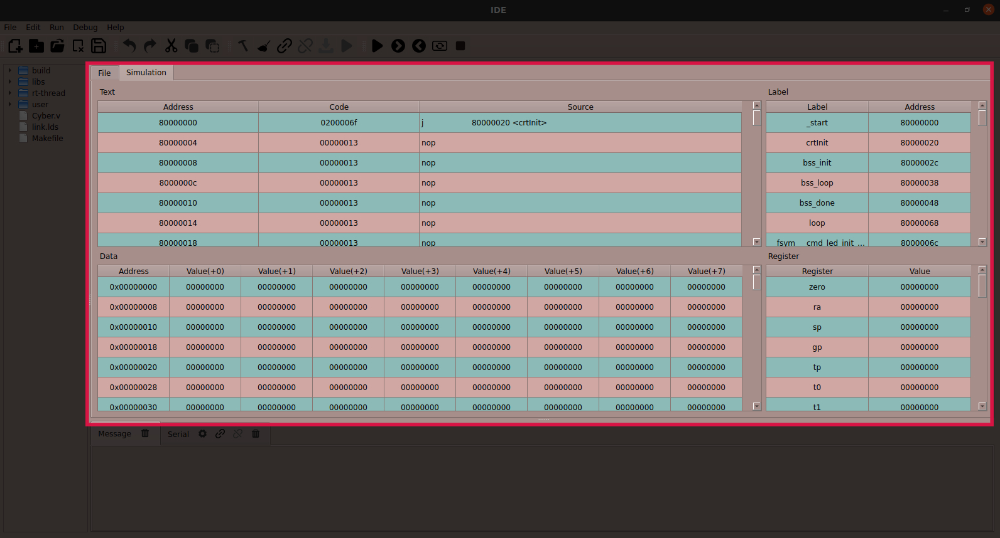 IDE
File Edit Run Debug Help
build
libs
rt-thread
user
Cyber.v
link.lds
Makefile
File Simulation
Text
Address Code Source
80000000 0200006f j 80000020 <crtInit>
80000004 00000013 nop
80000008 00000013 nop
8000000c 00000013 nop
80000010 00000013 nop
80000014 00000013 nop
80000018 00000013 nop
Label
Label Address
_start 80000000
crtInit 80000020
bss_init 8000002c
bss_loop 80000038
bss_done 80000048
loop 80000068
fsym__cmd_led_init_... 8000006c
Data
Address Value(+0) Value(+1) Value(+2) Value(+3) Value(+4) Value(+5) Value(+6) Value(+7)
0x00000000 00000000 00000000 00000000 00000000 00000000 00000000 00000000 00000000
0x00000008 00000000 00000000 00000000 00000000 00000000 00000000 00000000 00000000
0x00000010 00000000 00000000 00000000 00000000 00000000 00000000 00000000 00000000
0x00000018 00000000 00000000 00000000 00000000 00000000 00000000 00000000 00000000
0x00000020 00000000 00000000 00000000 00000000 00000000 00000000 00000000 00000000
0x00000028 00000000 00000000 00000000 00000000 00000000 00000000 00000000 00000000
0x00000030 00000000 00000000 00000000 00000000 00000000 00000000 00000000 00000000
Register
Register Value
zero 00000000
ra 00000000
sp 00000000
gp 00000000
tp 00000000
t0 00000000
t1 00000000
Message Serial